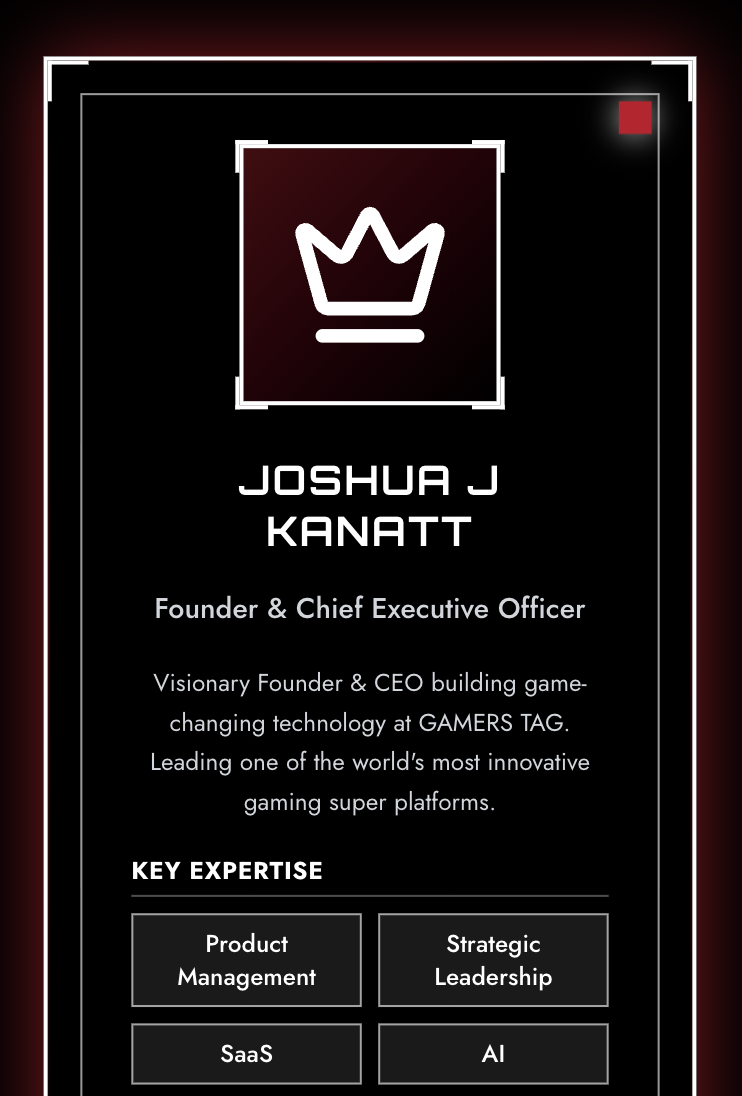 JOSHUA J
KANATT
Founder & Chief Executive Officer
Visionary Founder & CEO building game-
changing technology at GAMERS TAG.
Leading one of the world's most innovative
gaming super platforms.
KEY EXPERTISE
Product
Management
Strategic
Leadership
SaaS
AI